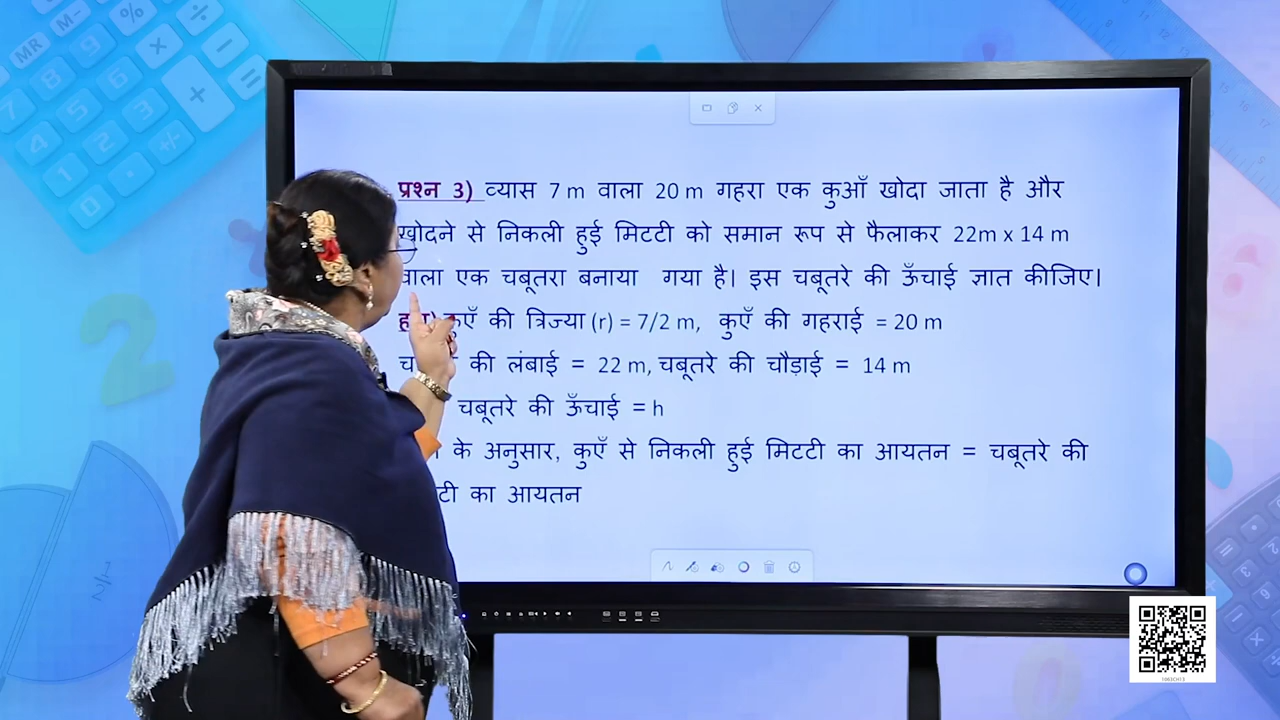 प्रश्न 3) व्यास 7 m वाला 20 m गहरा एक कुआँ खोदा जाता है और
खोदने से निकली हुई मिटटी को समान रूप से फैलाकर 22m x 14 m
वाला एक चबूतरा बनाया गया है। इस चबूतरे की ऊँचाई ज्ञात कीजिए।
कुएँ की त्रिज्या (r) = 7/2 m, कुएँ की गहराई = 20 m
की लंबाई = 22 m, चबूतरे की चौड़ाई = 14 m
चबूतरे की ऊँचाई = h
के अनुसार, कुएँ से निकली हुई मिटटी का आयतन = चबूतरे की
का आयतन